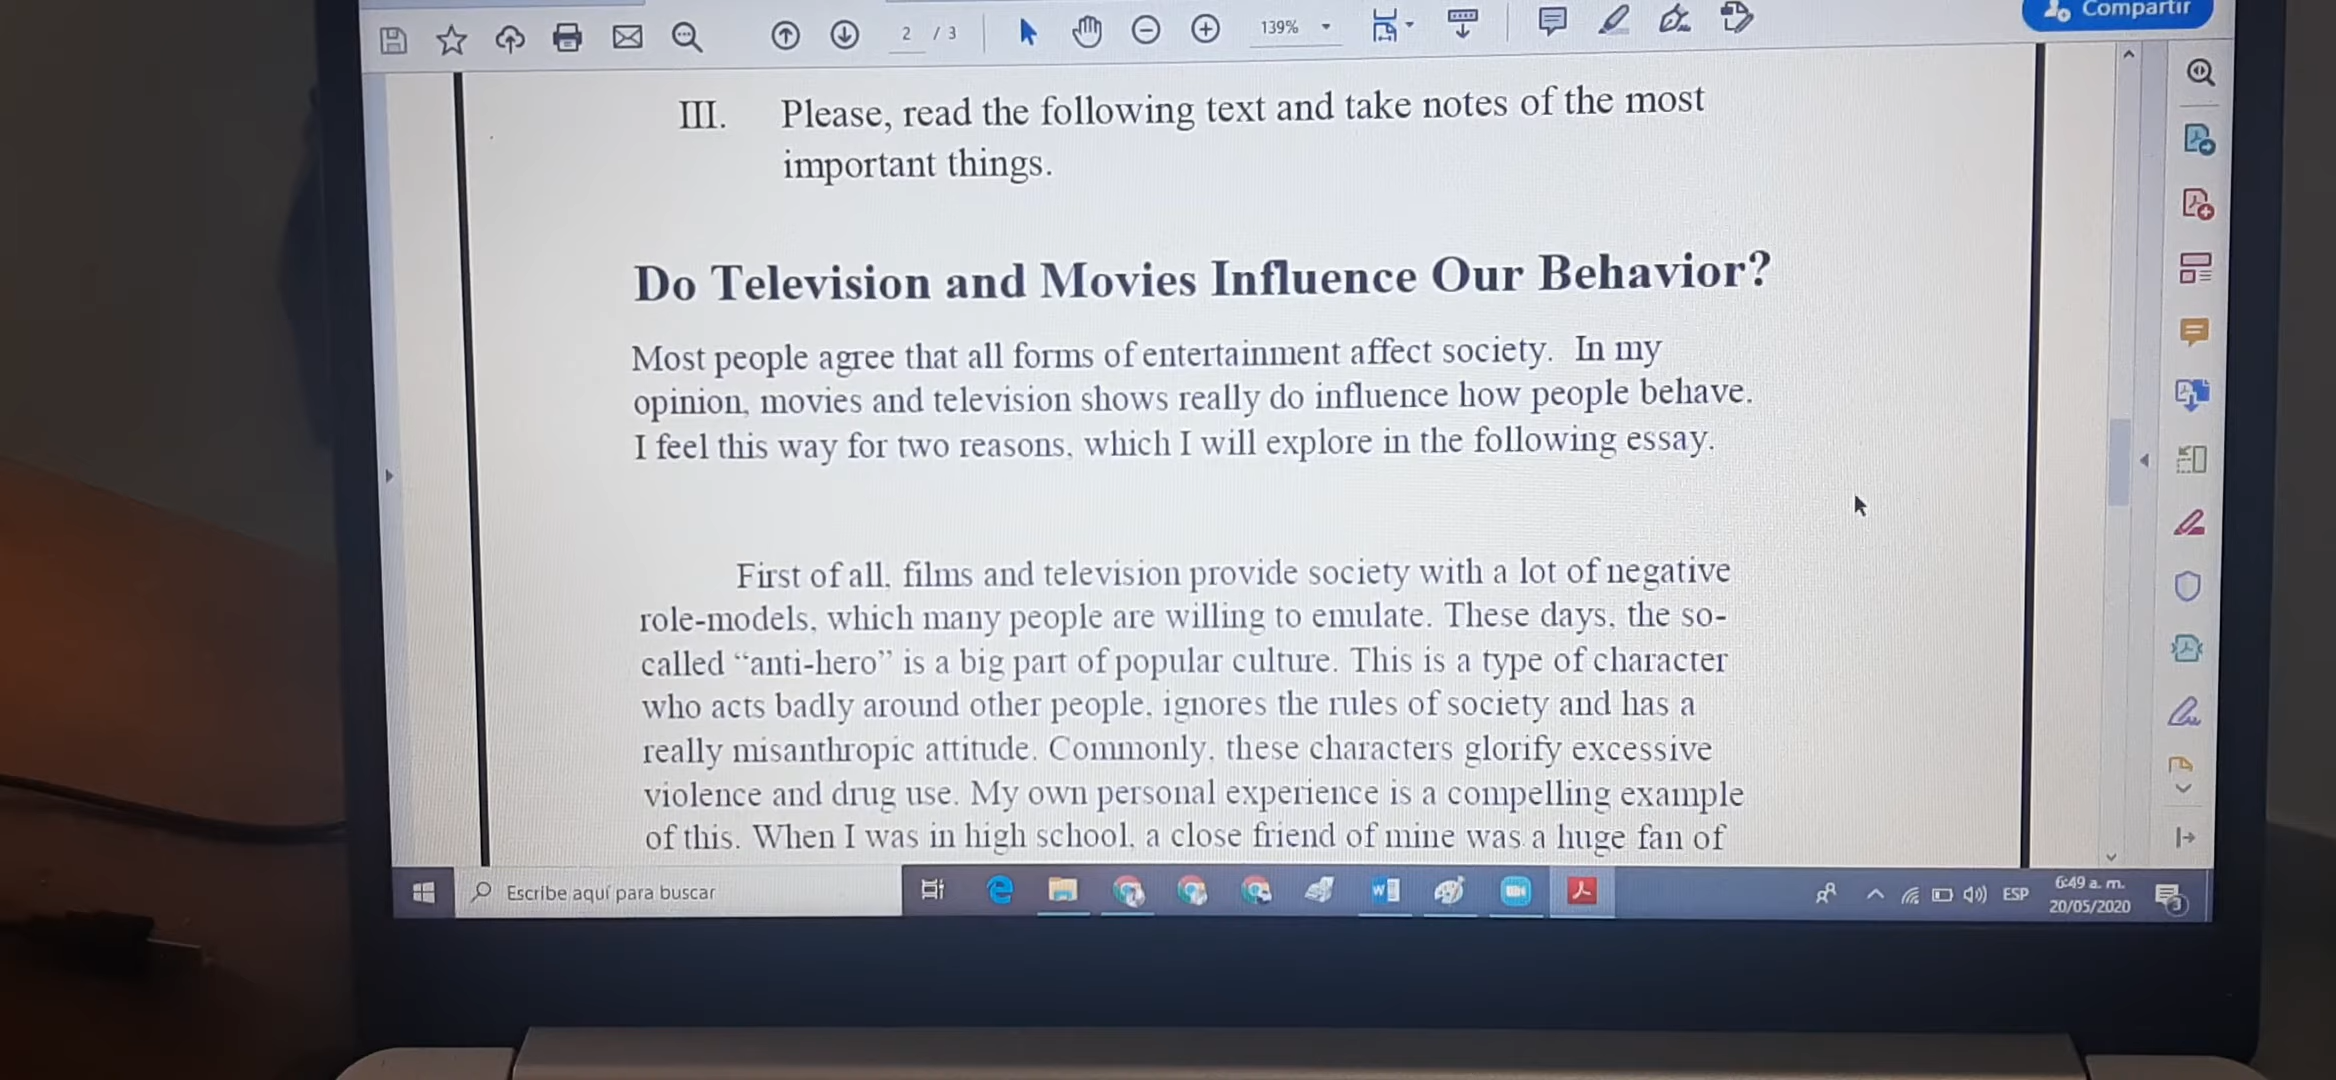 2 / 3
139%
Compartir
III. Please, read the following text and take notes of the most
important things.
Do Television and Movies Influence Our Behavior?
Most people agree that all forms of entertainment affect society. In my
opinion, movies and television shows really do influence how people behave.
I feel this way for two reasons, which I will explore in the following essay.
First of all, films and television provide society with a lot of negative
role-models, which many people are willing to emulate. These days, the so-
called “anti-hero” is a big part of popular culture. This is a type of character
who acts badly around other people, ignores the rules of society and has a
really misanthropic attitude. Commonly, these characters glorify excessive
violence and drug use. My own personal experience is a compelling example
of this. When I was in high school, a close friend of mine was a huge fan of
Escribe aquí para buscar
ESP
6:49 a. m.
20/05/2020
3